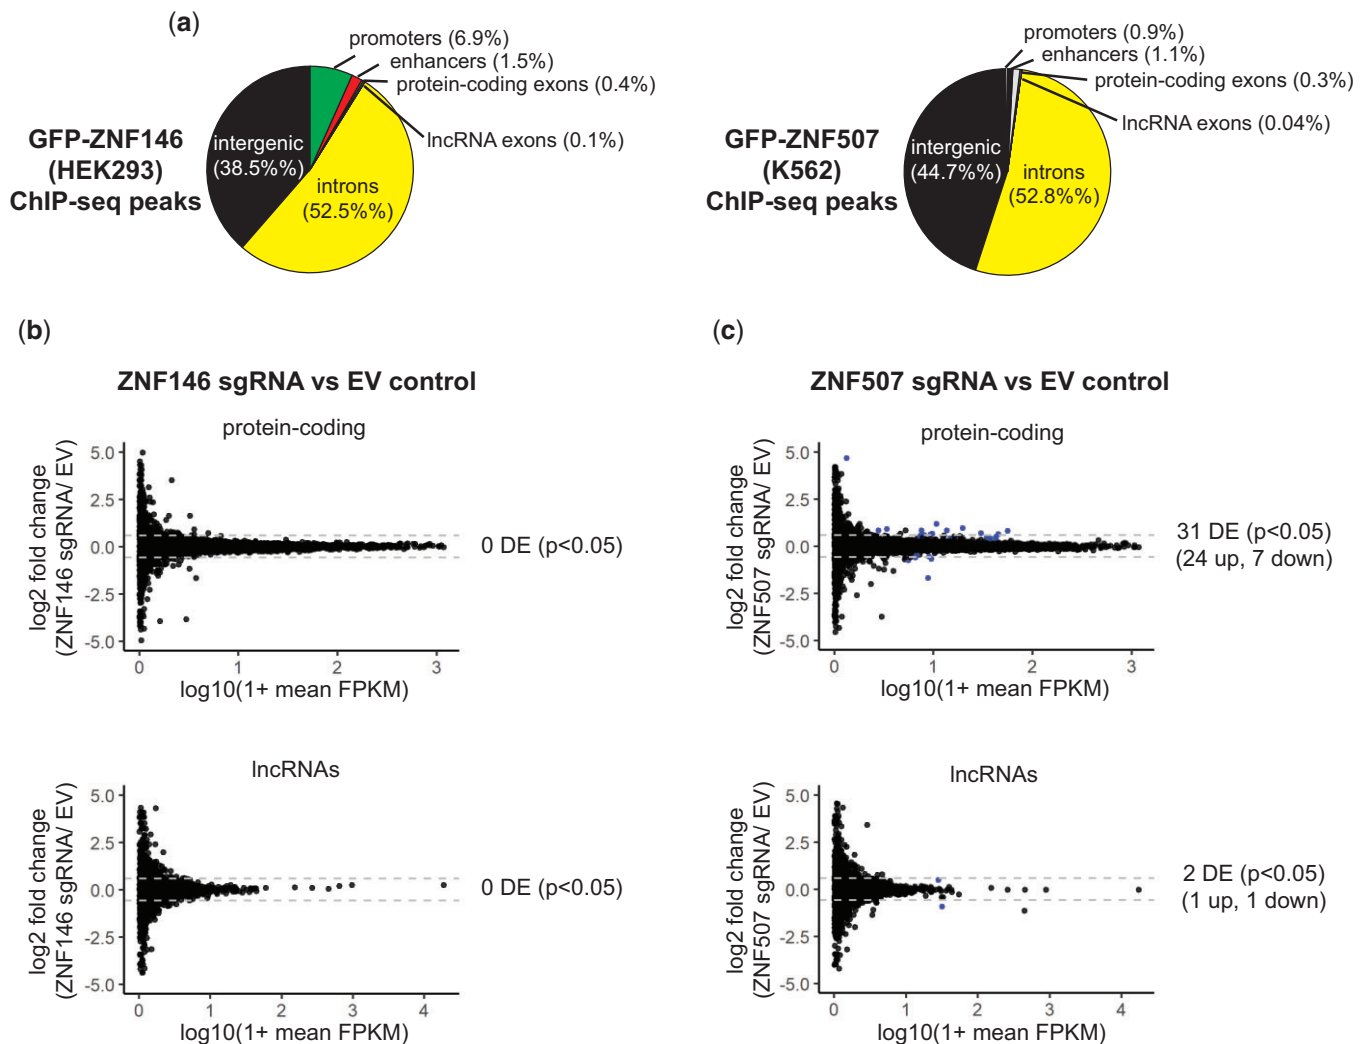 (a)
promoters (6.9%)
enhancers (1.5%)
protein-coding exons (0.4%)
lncRNA exons (0.1%)
GFP-ZNF146
(HEK293)
ChIP-seq peaks
intergenic
(38.5%%)
introns
(52.5%%)
promoters (0.9%)
enhancers (1.1%)
protein-coding exons (0.3%)
lncRNA exons (0.04%)
GFP-ZNF507
(K562)
ChIP-seq peaks
intergenic
(44.7%%)
introns
(52.8%%)
(b)
ZNF146 sgRNA vs EV control
protein-coding
log2 fold change
(ZNF146 sgRNA/ EV)
5.0
2.5
0.0
-2.5
-5.0
0 1 2 3
log10(1+ mean FPKM)
0 DE (p<0.05)
lncRNAs
log2 fold change
(ZNF146 sgRNA/ EV)
5.0
2.5
0.0
-2.5
-5.0
0 1 2 3 4
log10(1+ mean FPKM)
0 DE (p<0.05)
(c)
ZNF507 sgRNA vs EV control
protein-coding
log2 fold change
(ZNF507 sgRNA/ EV)
5.0
2.5
0.0
-2.5
-5.0
0 1 2 3
log10(1+ mean FPKM)
31 DE (p<0.05)
(24 up, 7 down)
lncRNAs
log2 fold change
(ZNF507 sgRNA/ EV)
5.0
2.5
0.0
-2.5
-5.0
0 1 2 3 4
log10(1+ mean FPKM)
2 DE (p<0.05)
(1 up, 1 down)